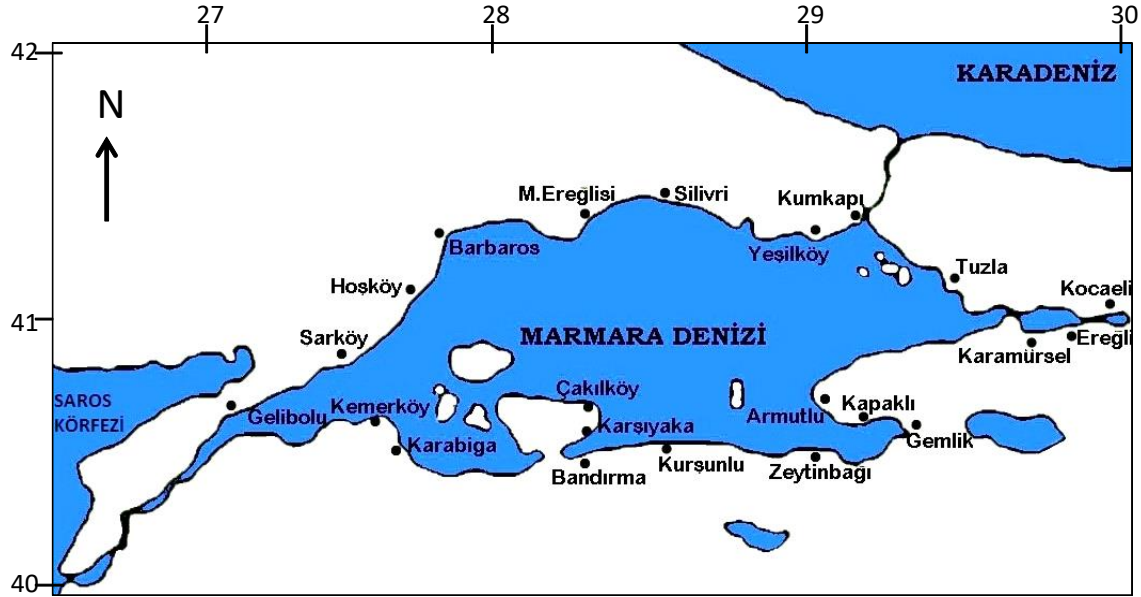 27 28 29 30
42
KARADENİZ
N
M.Ereğlisi Silivri Kumkapı
Barbaros Yeşilköy
Tuzla
Hoşköy Kocaeli
41
Sarköy MARMARA DENİZİ Ereğli
Karamürsel
SAROS
KÖRFEZİ
Çakılköy
Gelibolu Kemerköy Armutlu Kapaklı
Karşıyaka
Karabiga Gemlik
Bandırma Kurşunlu Zeytinbağı
40